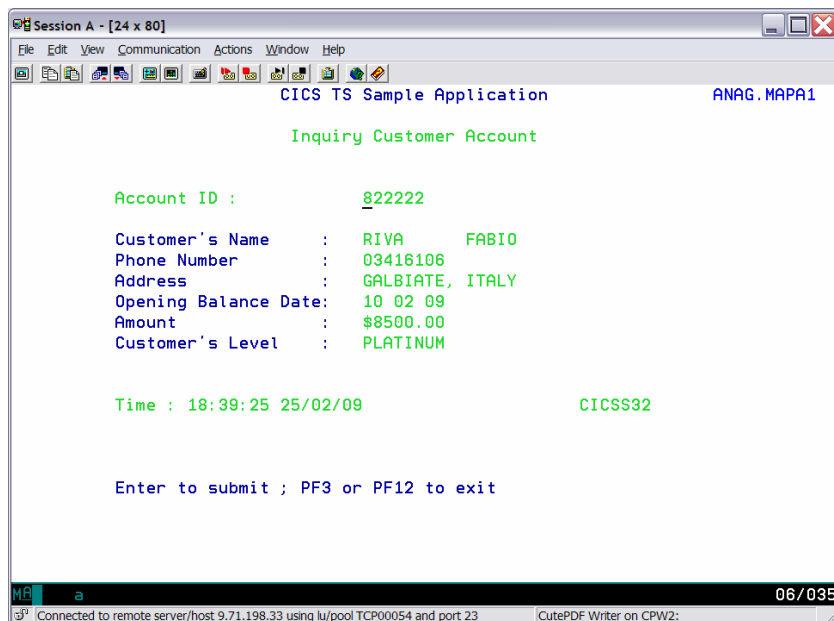 Session A - [24 x 80]
File Edit View Communication Actions Window Help
CICS TS Sample Application ANAG.MAPA1
Inquiry Customer Account
Account ID : 822222
Customer's Name : RIVA FABIO
Phone Number : 03416106
Address : GALBIATE, ITALY
Opening Balance Date: 10 02 09
Amount : $8500.00
Customer's Level : PLATINUM
Time : 18:39:25 25/02/09 CICSS32
Enter to submit ; PF3 or PF12 to exit
MA a 06/035
Connected to remote server/host 9.71.198.33 using lu/pool TCP00054 and port 23 CutePDF Writer on CPW2: